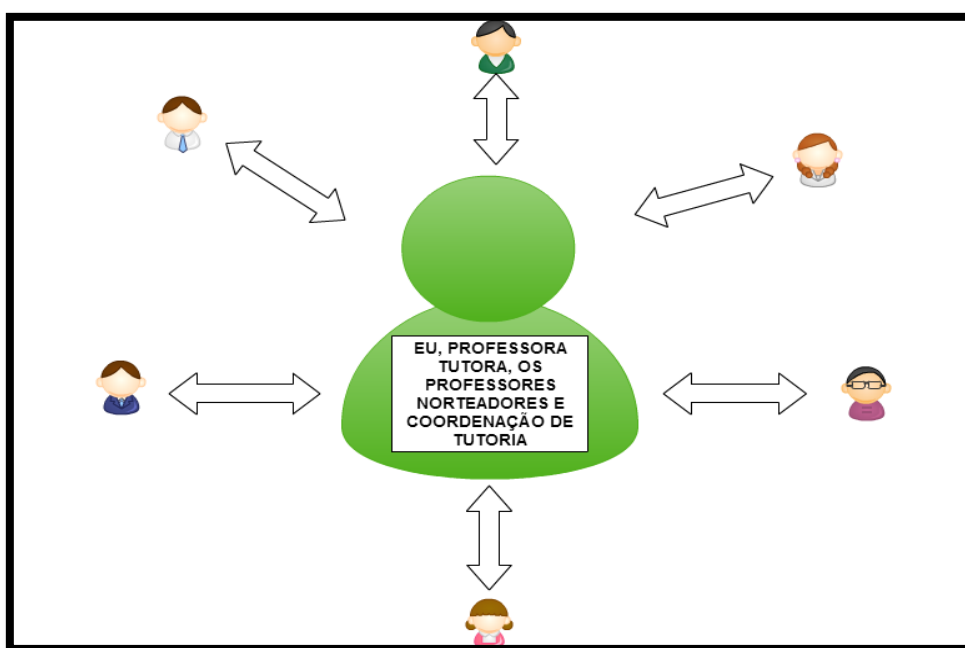 EU, PROFESSORA
TUTORA, OS
PROFESSORES
NORTEADORES E
COORDENAÇÃO DE
TUTORIA